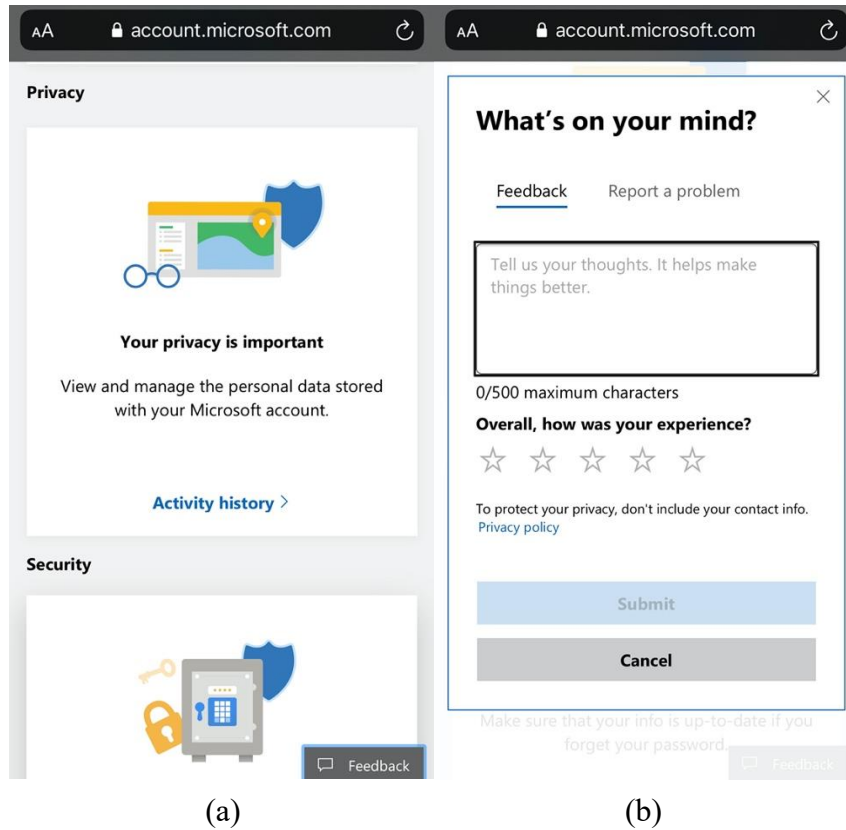 AA account.microsoft.com
Privacy
Your privacy is important
View and manage the personal data stored
with your Microsoft account.
Activity history >
Security
Feedback
(a)
AA account.microsoft.com
What's on your mind?
Feedback Report a problem
Tell us your thoughts. It helps make
things better.
0/500 maximum characters
Overall, how was your experience?
To protect your privacy, don't include your contact info.
Privacy policy
Submit
Cancel
Make sure that your info is up-to-date if you
forget your password.
Feedback
(b)